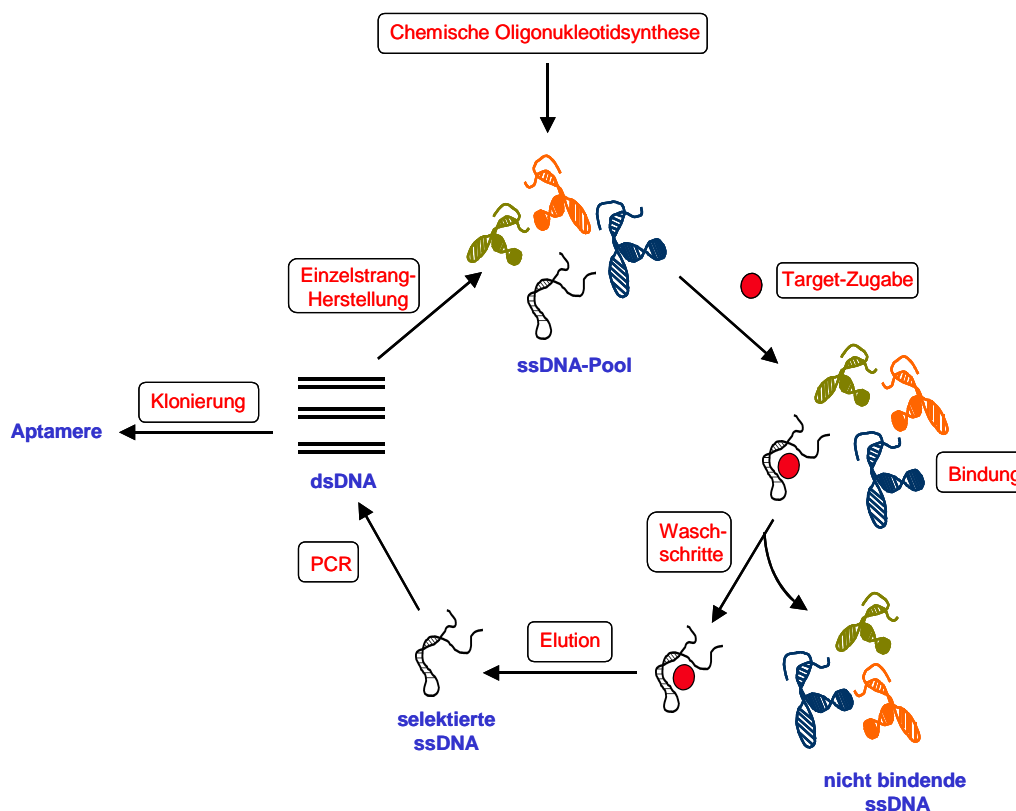 Chemische Oligonukleotidsynthese
Einzelstrang-
Herstellung
Target-Zugabe
ssDNA-Pool
Klonierung
Aptamere
dsDNA
Bindung
Wasch-
schritte
PCR
Elution
selektierte
ssDNA
nicht bindende
ssDNA